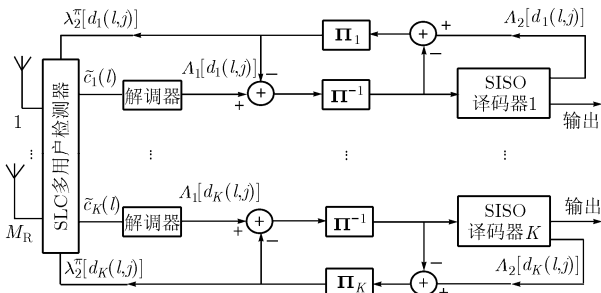 λ₂^π[d₁(l,j)]
Λ₂[d₁(l,j)]
Π₁
+
+
−
c̃₁(l)
Λ₁[d₁(l,j)]
−
解调器
+
+
Π⁻¹
SISO
译码器1
输出
1
SLC多用户检测器
⋮
⋮
⋮
⋮
M_R
c̃_K(l)
Λ₁[d_K(l,j)]
解调器
+
+
−
Π⁻¹
SISO
译码器K
输出
λ₂^π[d_K(l,j)]
Π_K
−
+
+
Λ₂[d_K(l,j)]